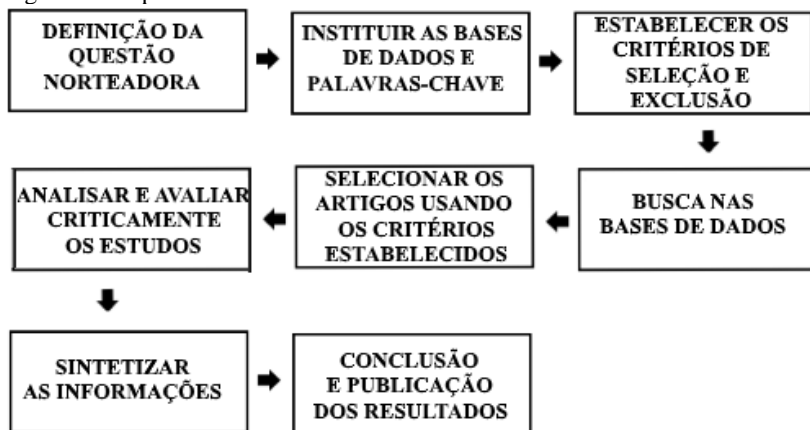 DEFINIÇÃO DA
QUESTÃO
NORTEADORA
INSTITUIR AS BASES
DE DADOS E
PALAVRAS-CHAVE
ESTABELECER OS
CRITÉRIOS DE
SELEÇÃO E
EXCLUSÃO
BUSCA NAS
BASES DE DADOS
SELECIONAR OS
ARTIGOS USANDO
OS CRITÉRIOS
ESTABELECIDOS
ANALISAR E AVALIAR
CRITICAMENTE
OS ESTUDOS
SINTETIZAR
AS INFORMAÇÕES
CONCLUSÃO
E PUBLICAÇÃO
DOS RESULTADOS